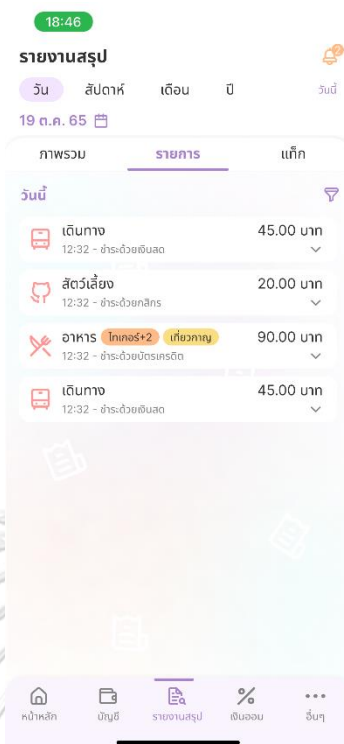 18:46
รายงานสรุป
2
วัน สัปดาห์ เดือน ปี วันนี้
19 ต.ค. 65
ภาพรวม รายการ แท็ก
วันนี้
เดินทาง 45.00 บาท
12:32 - ชำระด้วยเงินสด
สัตว์เลี้ยง 20.00 บาท
12:32 - ชำระด้วยกสิกร
อาหาร ไทเกอร์+2 เที่ยวกาญ 90.00 บาท
12:32 - ชำระด้วยบัตรเครดิต
เดินทาง 45.00 บาท
12:32 - ชำระด้วยเงินสด
หน้าหลัก บัญชี รายงานสรุป เงินออม อื่นๆ